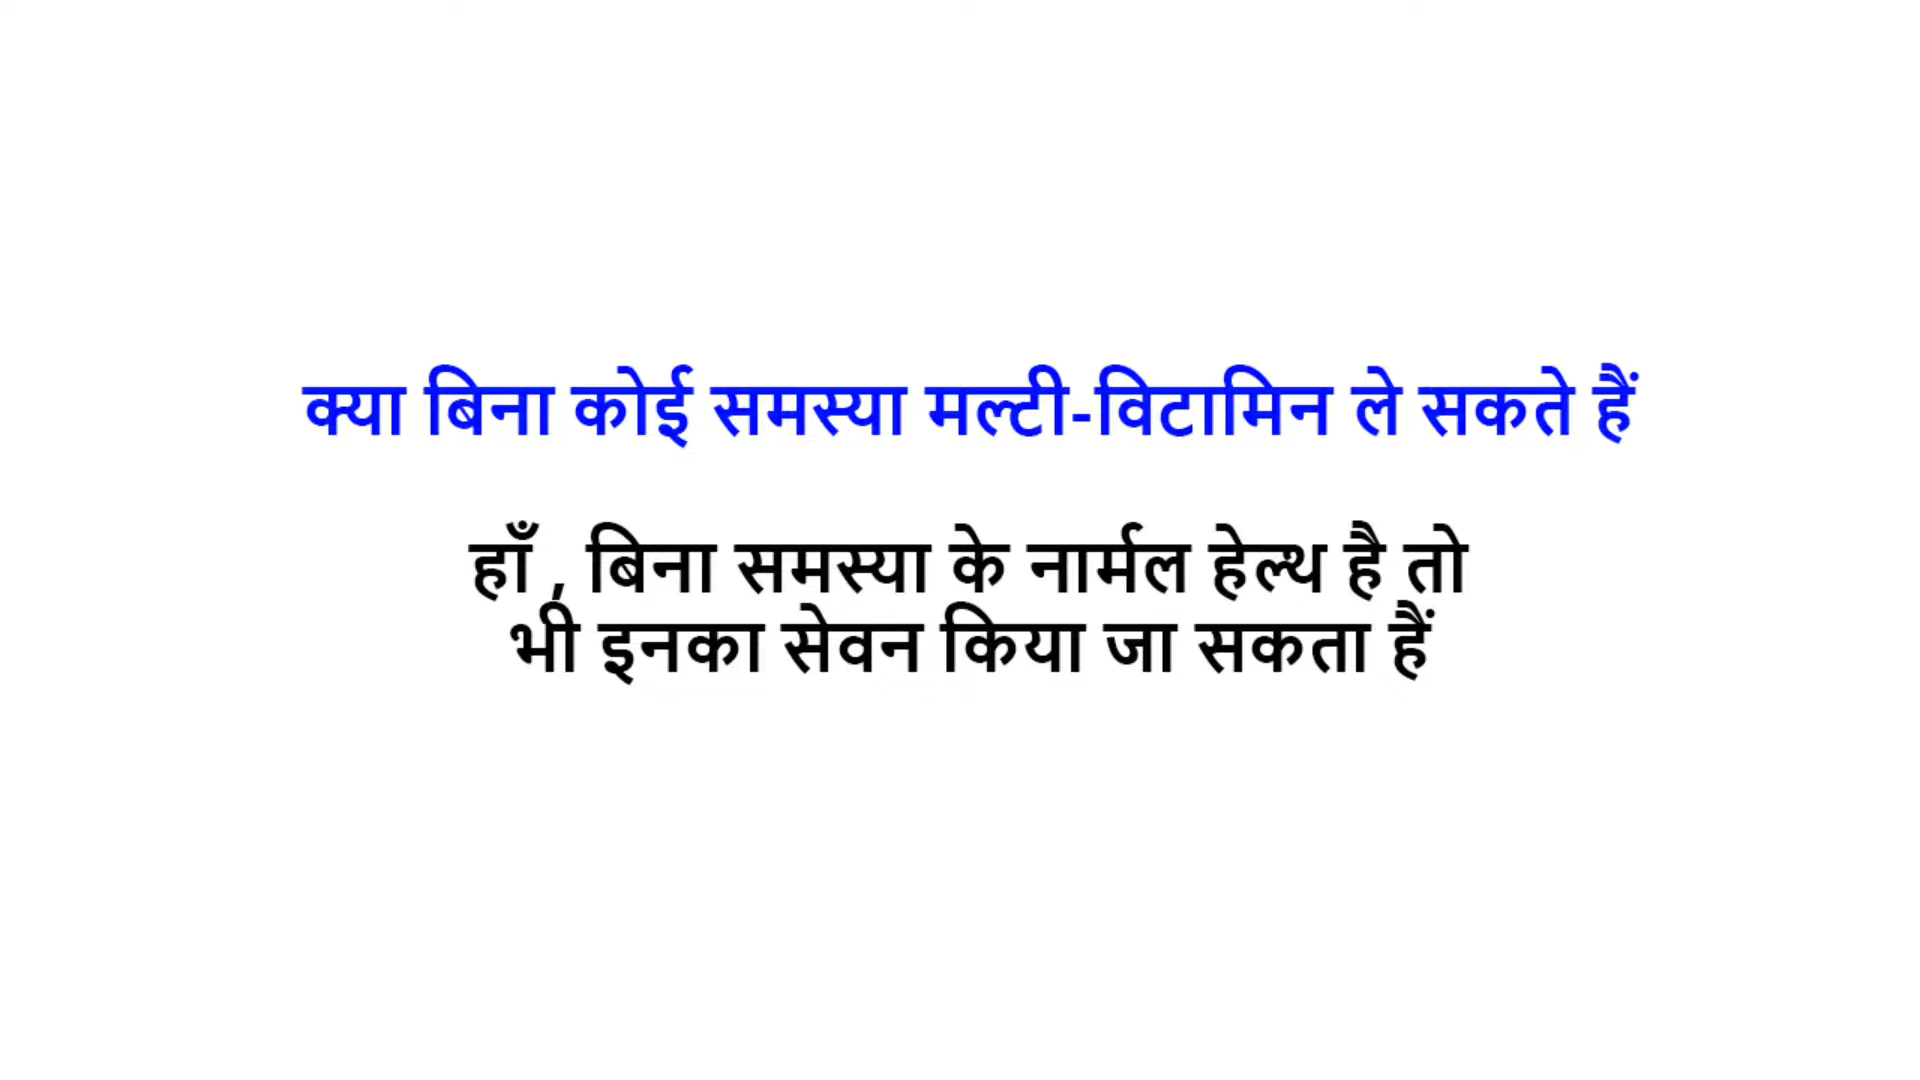 क्या बिना कोई समस्या मल्टी-विटामिन ले सकते हैं
हाँ , बिना समस्या के नार्मल हेल्थ है तो
भी इनका सेवन किया जा सकता हैं